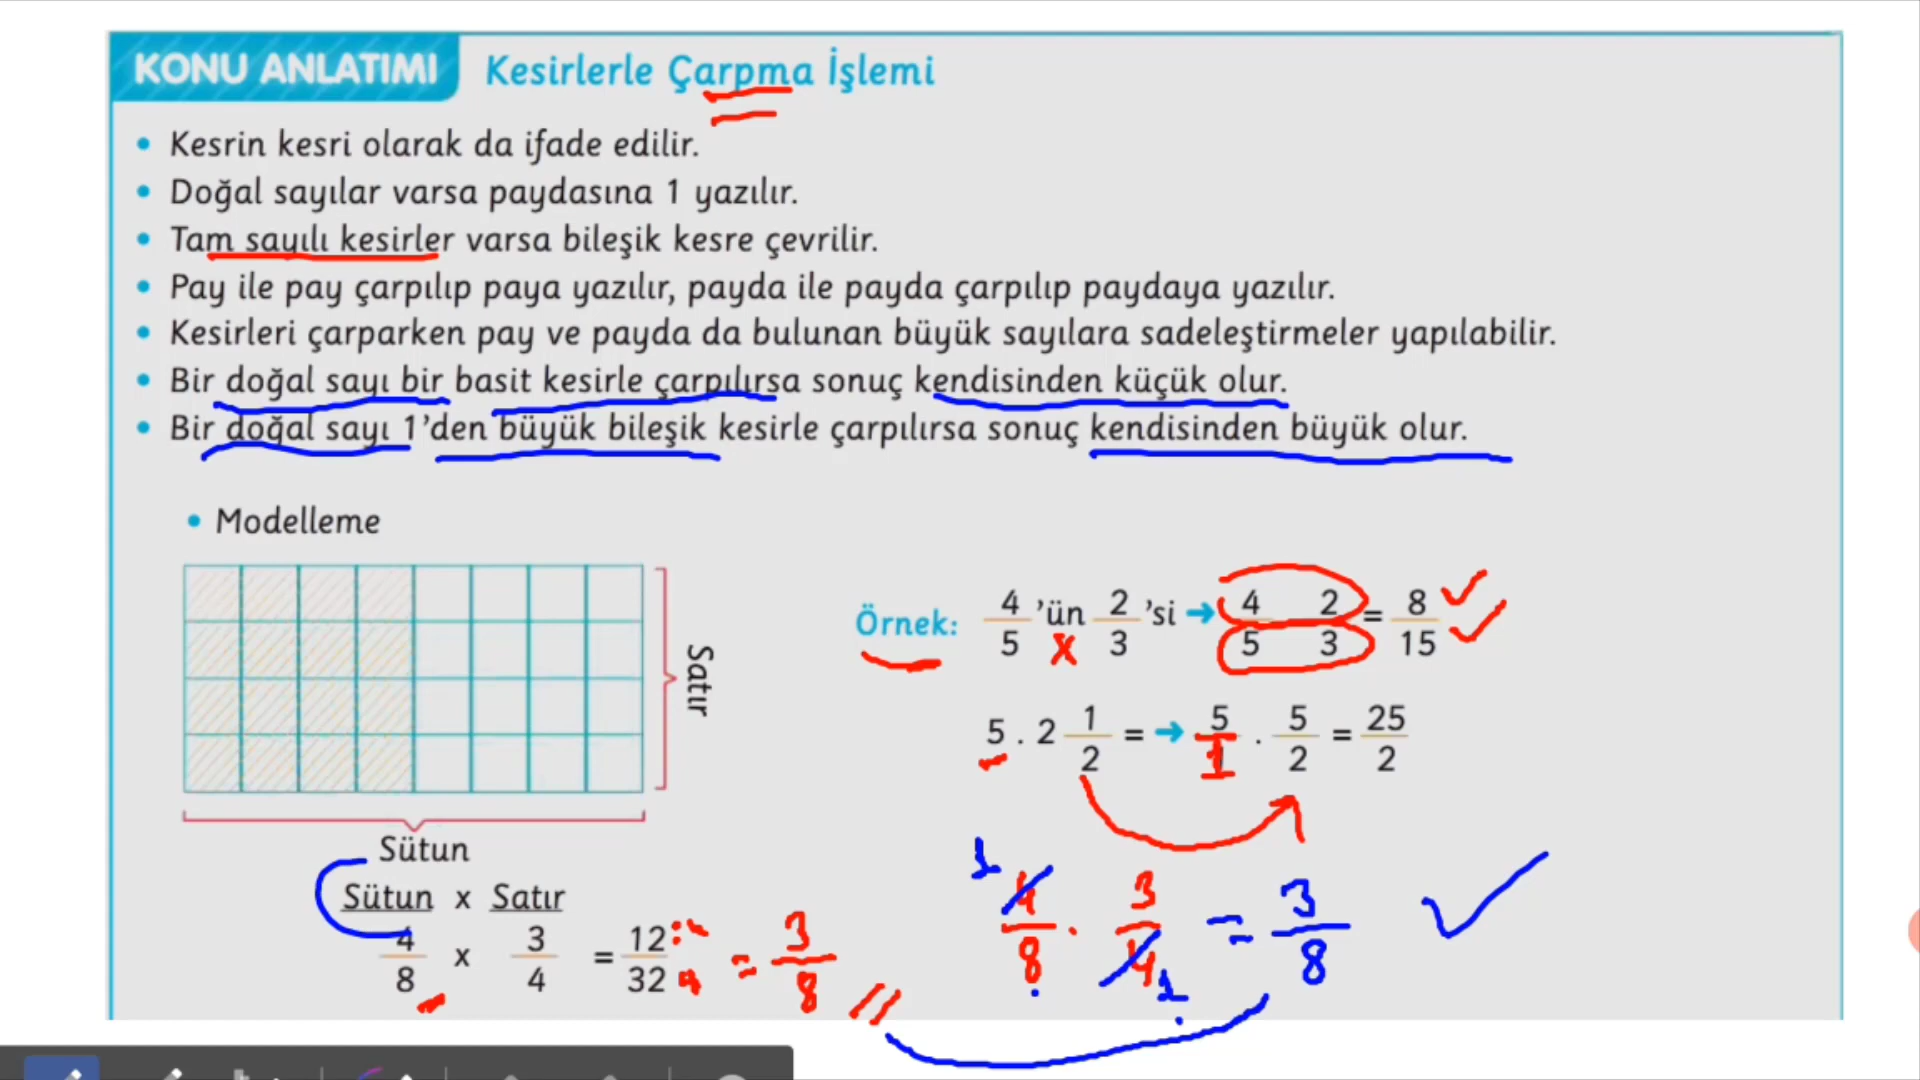 KONU ANLATIMI Kesirlerle Çarpma İşlemi
• Kesrin kesri olarak da ifade edilir.
• Doğal sayılar varsa paydasına 1 yazılır.
• Tam sayılı kesirler varsa bileşik kesre çevrilir.
• Pay ile pay çarpılıp paya yazılır, payda ile payda çarpılıp paydaya yazılır.
• Kesirleri çarparken pay ve payda da bulunan büyük sayılara sadeleştirmeler yapılabilir.
• Bir doğal sayı bir basit kesirle çarpılırsa sonuç kendisinden küçük olur.
• Bir doğal sayı 1'den büyük bileşik kesirle çarpılırsa sonuç kendisinden büyük olur.
• Modelleme
Satır
Sütun
Sütun x Satır
4/8 x 3/4 = 12/32 :4/4 = 3/8
Örnek: 4/5 'ün x 2/3 'si ➜ 4 2 / 5 3 = 8/15
5 . 2 1/2 = ➜ 5/1 . 5/2 = 25/2
1 4/8 . 3/4 1 = 3/8